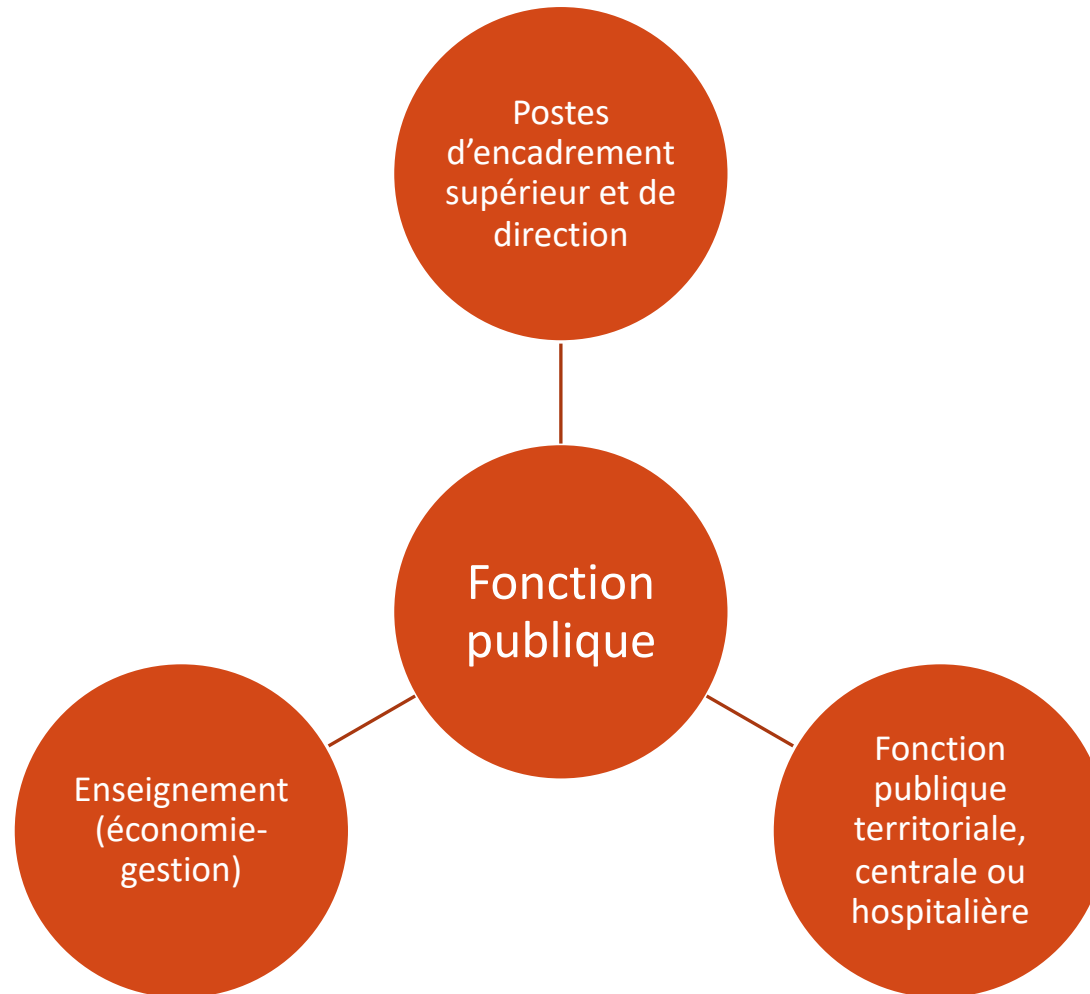 Postes
d’encadrement
supérieur et de
direction
Fonction
publique
Enseignement
(économie-
gestion)
Fonction
publique
territoriale,
centrale ou
hospitalière